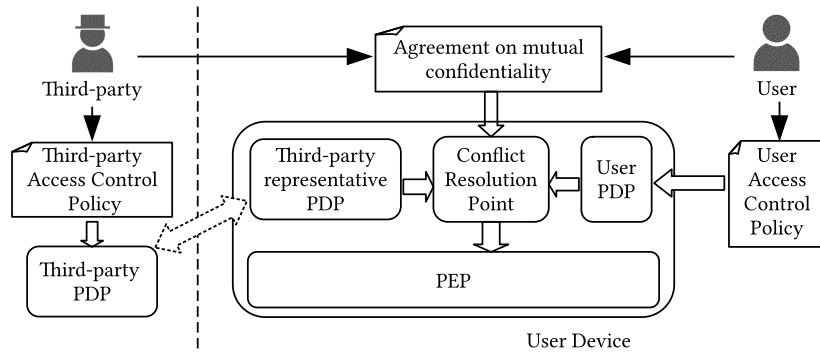 Third-party
Agreement on mutual
confidentiality
User
Third-party
Access Control
Policy
Third-party
representative
PDP
Conflict
Resolution
Point
User
PDP
User
Access
Control
Policy
Third-party
PDP
PEP
User Device